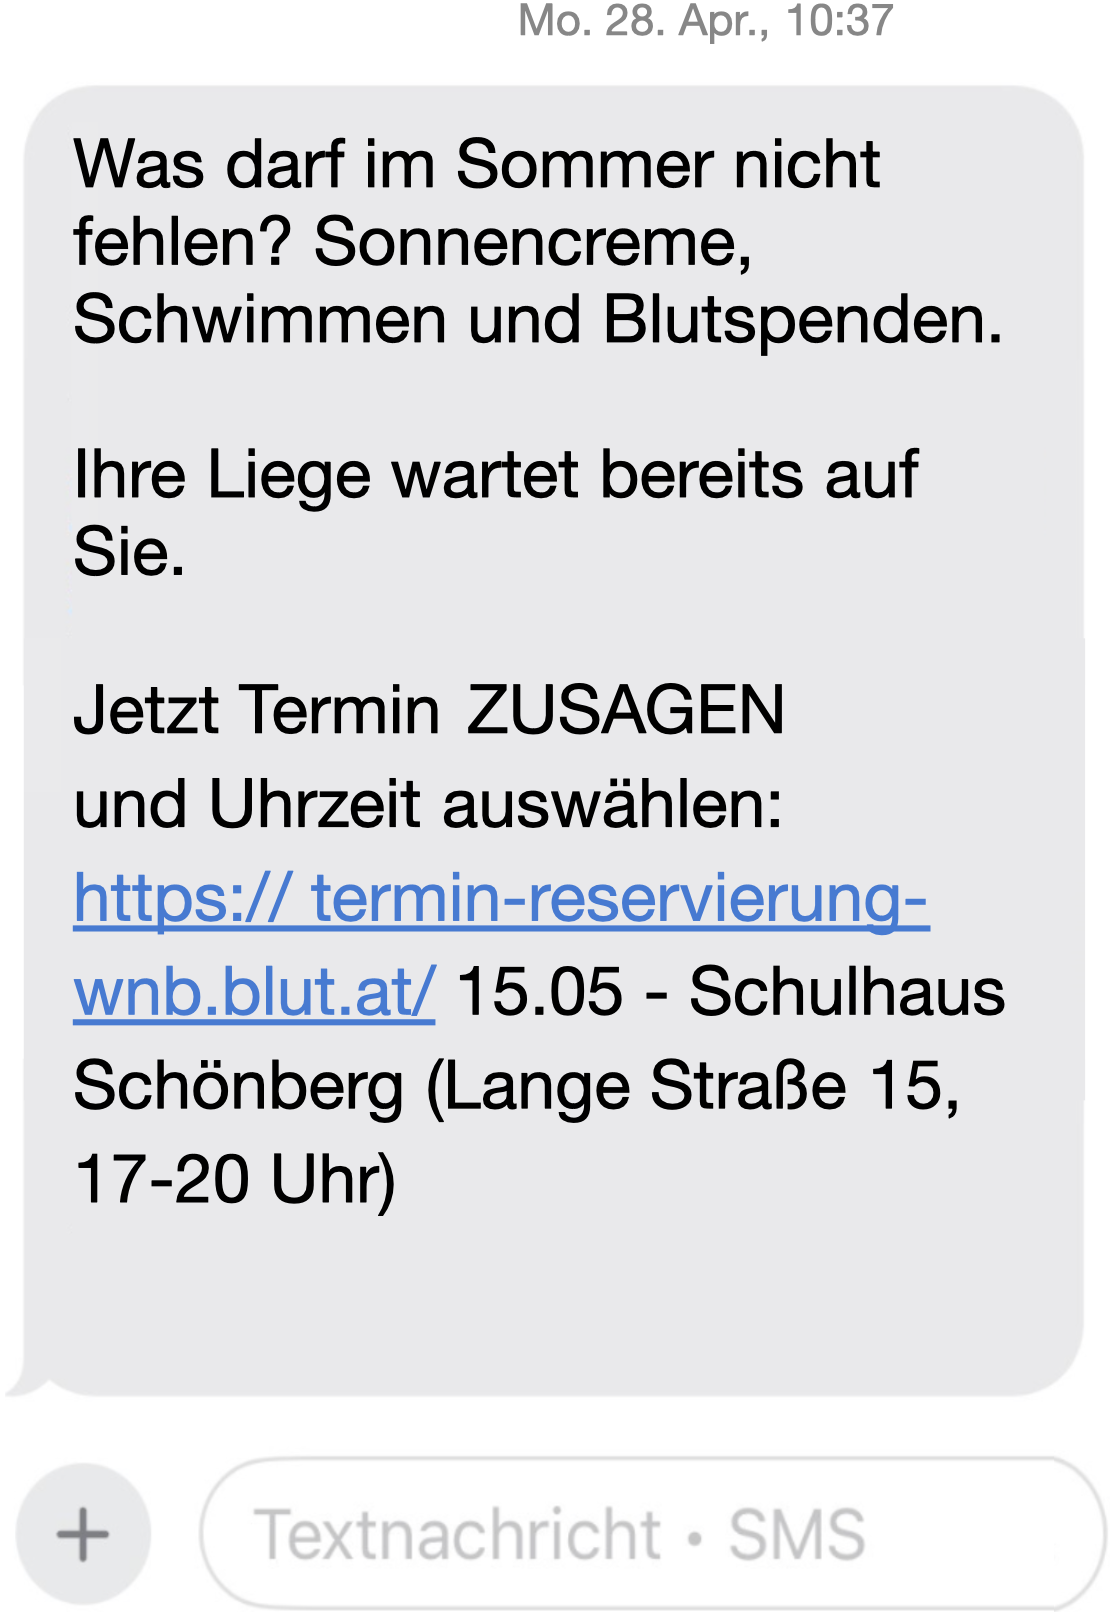 Mo. 28. Apr., 10:37
Was darf im Sommer nicht
fehlen? Sonnencreme,
Schwimmen und Blutspenden.
Ihre Liege wartet bereits auf
Sie.
Jetzt Termin ZUSAGEN
und Uhrzeit auswählen:
https:// termin-reservierung-
wnb.blut.at/ 15.05 - Schulhaus
Schönberg (Lange Straße 15,
17-20 Uhr)
Textnachricht • SMS